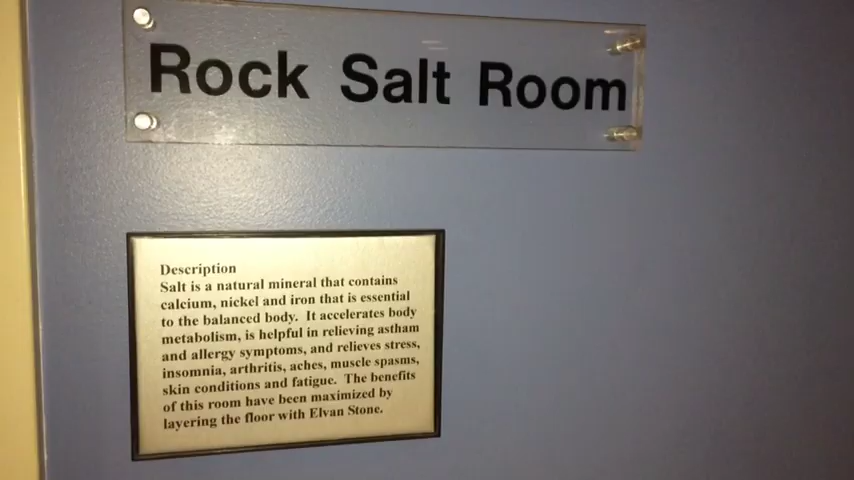 Rock Salt Room
Description
Salt is a natural mineral that contains
calcium, nickel and iron that is essential
to the balanced body. It accelerates body
metabolism, is helpful in relieving astham
and allergy symptoms, and relieves stress,
insomnia, arthritis, aches, muscle spasms,
skin conditions and fatigue. The benefits
of this room have been maximized by
layering the floor with Elvan Stone.